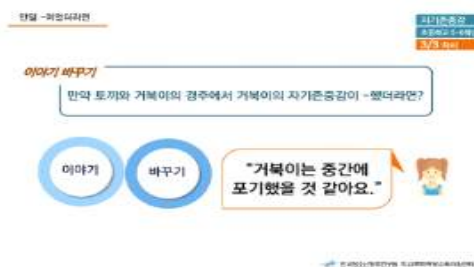 만일 -하였더라면
자기존중감
3/3 차시
이야기 바꾸기
만약 토끼와 거북이의 경주에서 거북이의 자기존중감이 -했더라면?
이야기
바꾸기
"거북이는 중간에
포기했을 것 같아요."